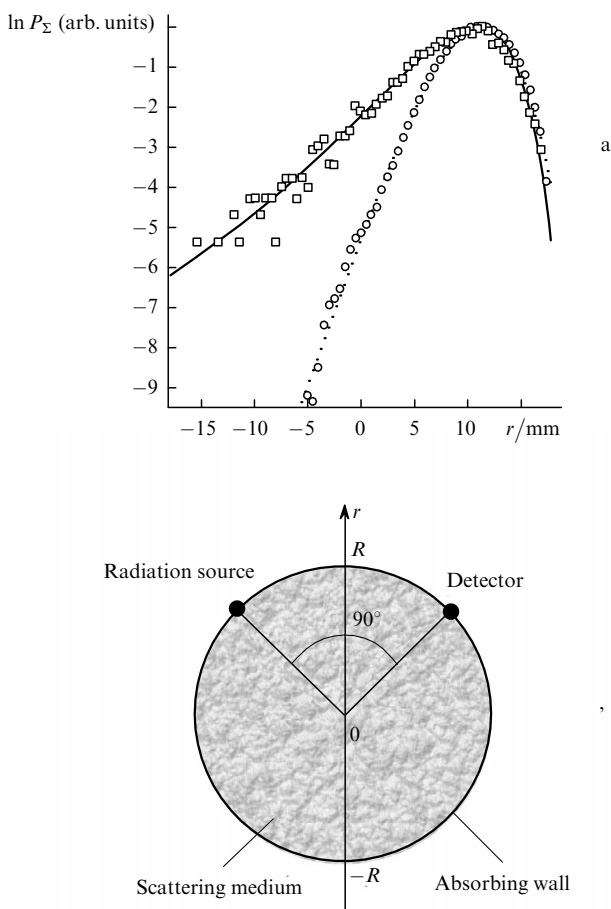 ln P_Σ (arb. units)
−1
−2
−3
−4
−5
−6
−7
−8
−9
a
−15 −10 −5 0 5 10 r/mm
r
R
Radiation source
Detector
90°
0
,
−R
Scattering medium
Absorbing wall